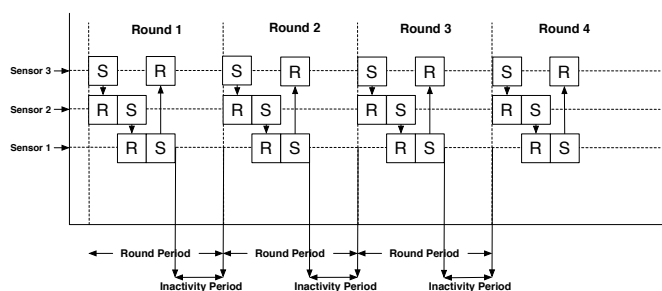 Round 1 Round 2 Round 3 Round 4
Sensor 3 S R S R S R S R
Sensor 2 R S R S R S R S
Sensor 1 R S R S R S R S
Round Period Round Period Round Period
Inactivity Period Inactivity Period Inactivity Period